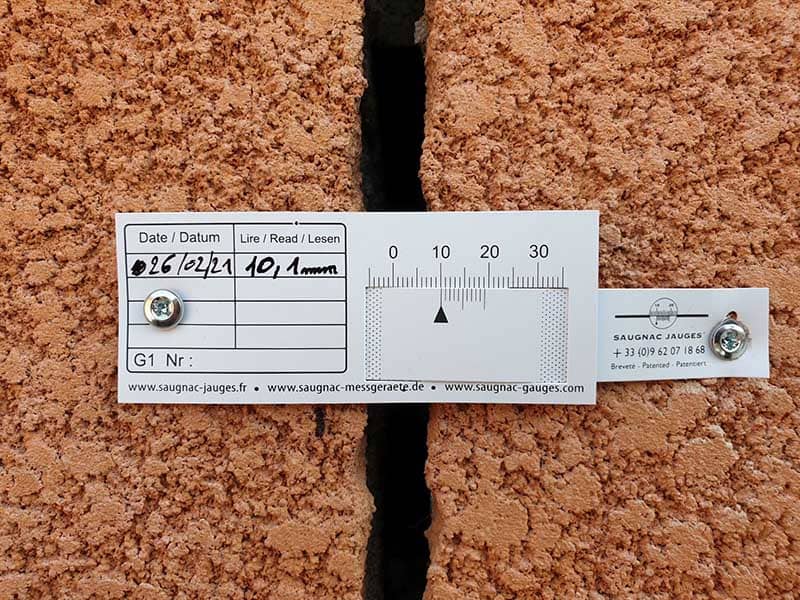 Date / Datum Lire / Read / Lesen
26/02/21 10,1mm
G1 Nr :
www.saugnac-jauges.fr • www.saugnac-messgeraete.de • www.saugnac-gauges.com
0 10 20 30
SAUGNAC JAUGES
+ 33 (0)9 62 07 18 68
Breveté - Patented - Patentiert